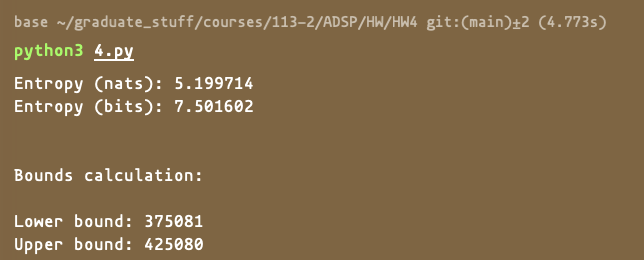 base ~/graduate_stuff/courses/113-2/ADSP/HW/HW4 git:(main)±2 (4.773s)
python3 4.py
Entropy (nats): 5.199714
Entropy (bits): 7.501602
Bounds calculation:
Lower bound: 375081
Upper bound: 425080